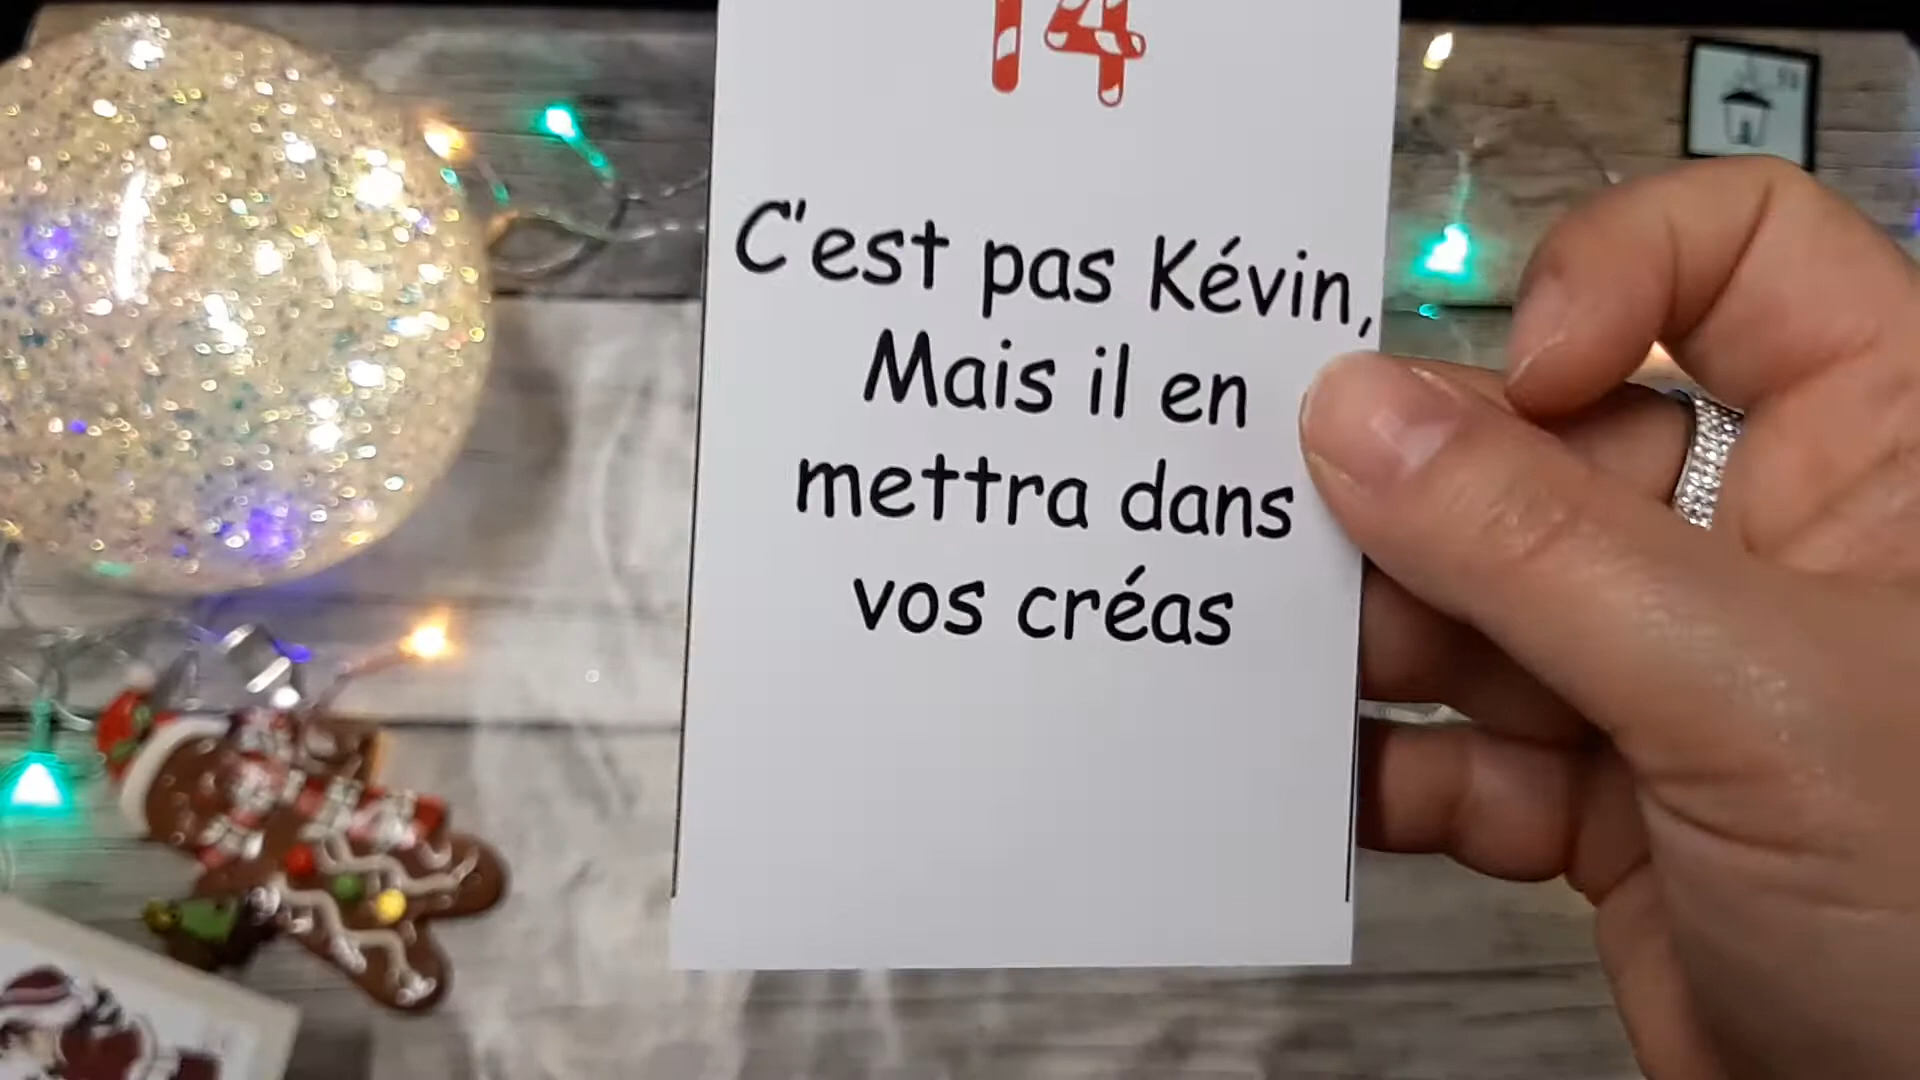 14
C'est pas Kévin,
Mais il en
mettra dans
vos créas